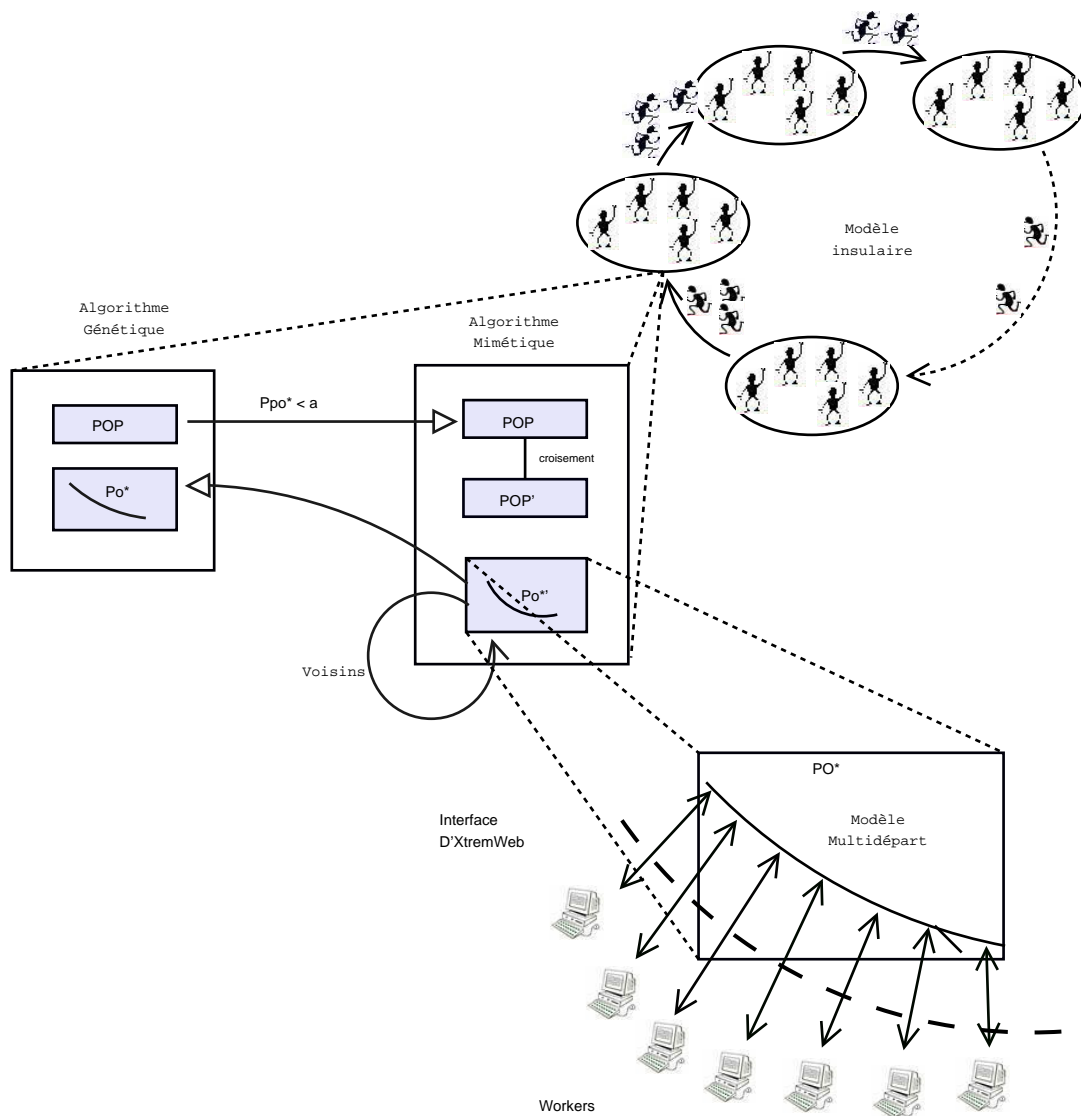 Modèle
insulaire
Algorithme
Génétique
Algorithme
Mimétique
Ppo* < a
POP
POP
croisement
Po*
POP'
Po*'
Voisins
PO*
Modèle
Multidépart
Interface
D'XtremWeb
Workers